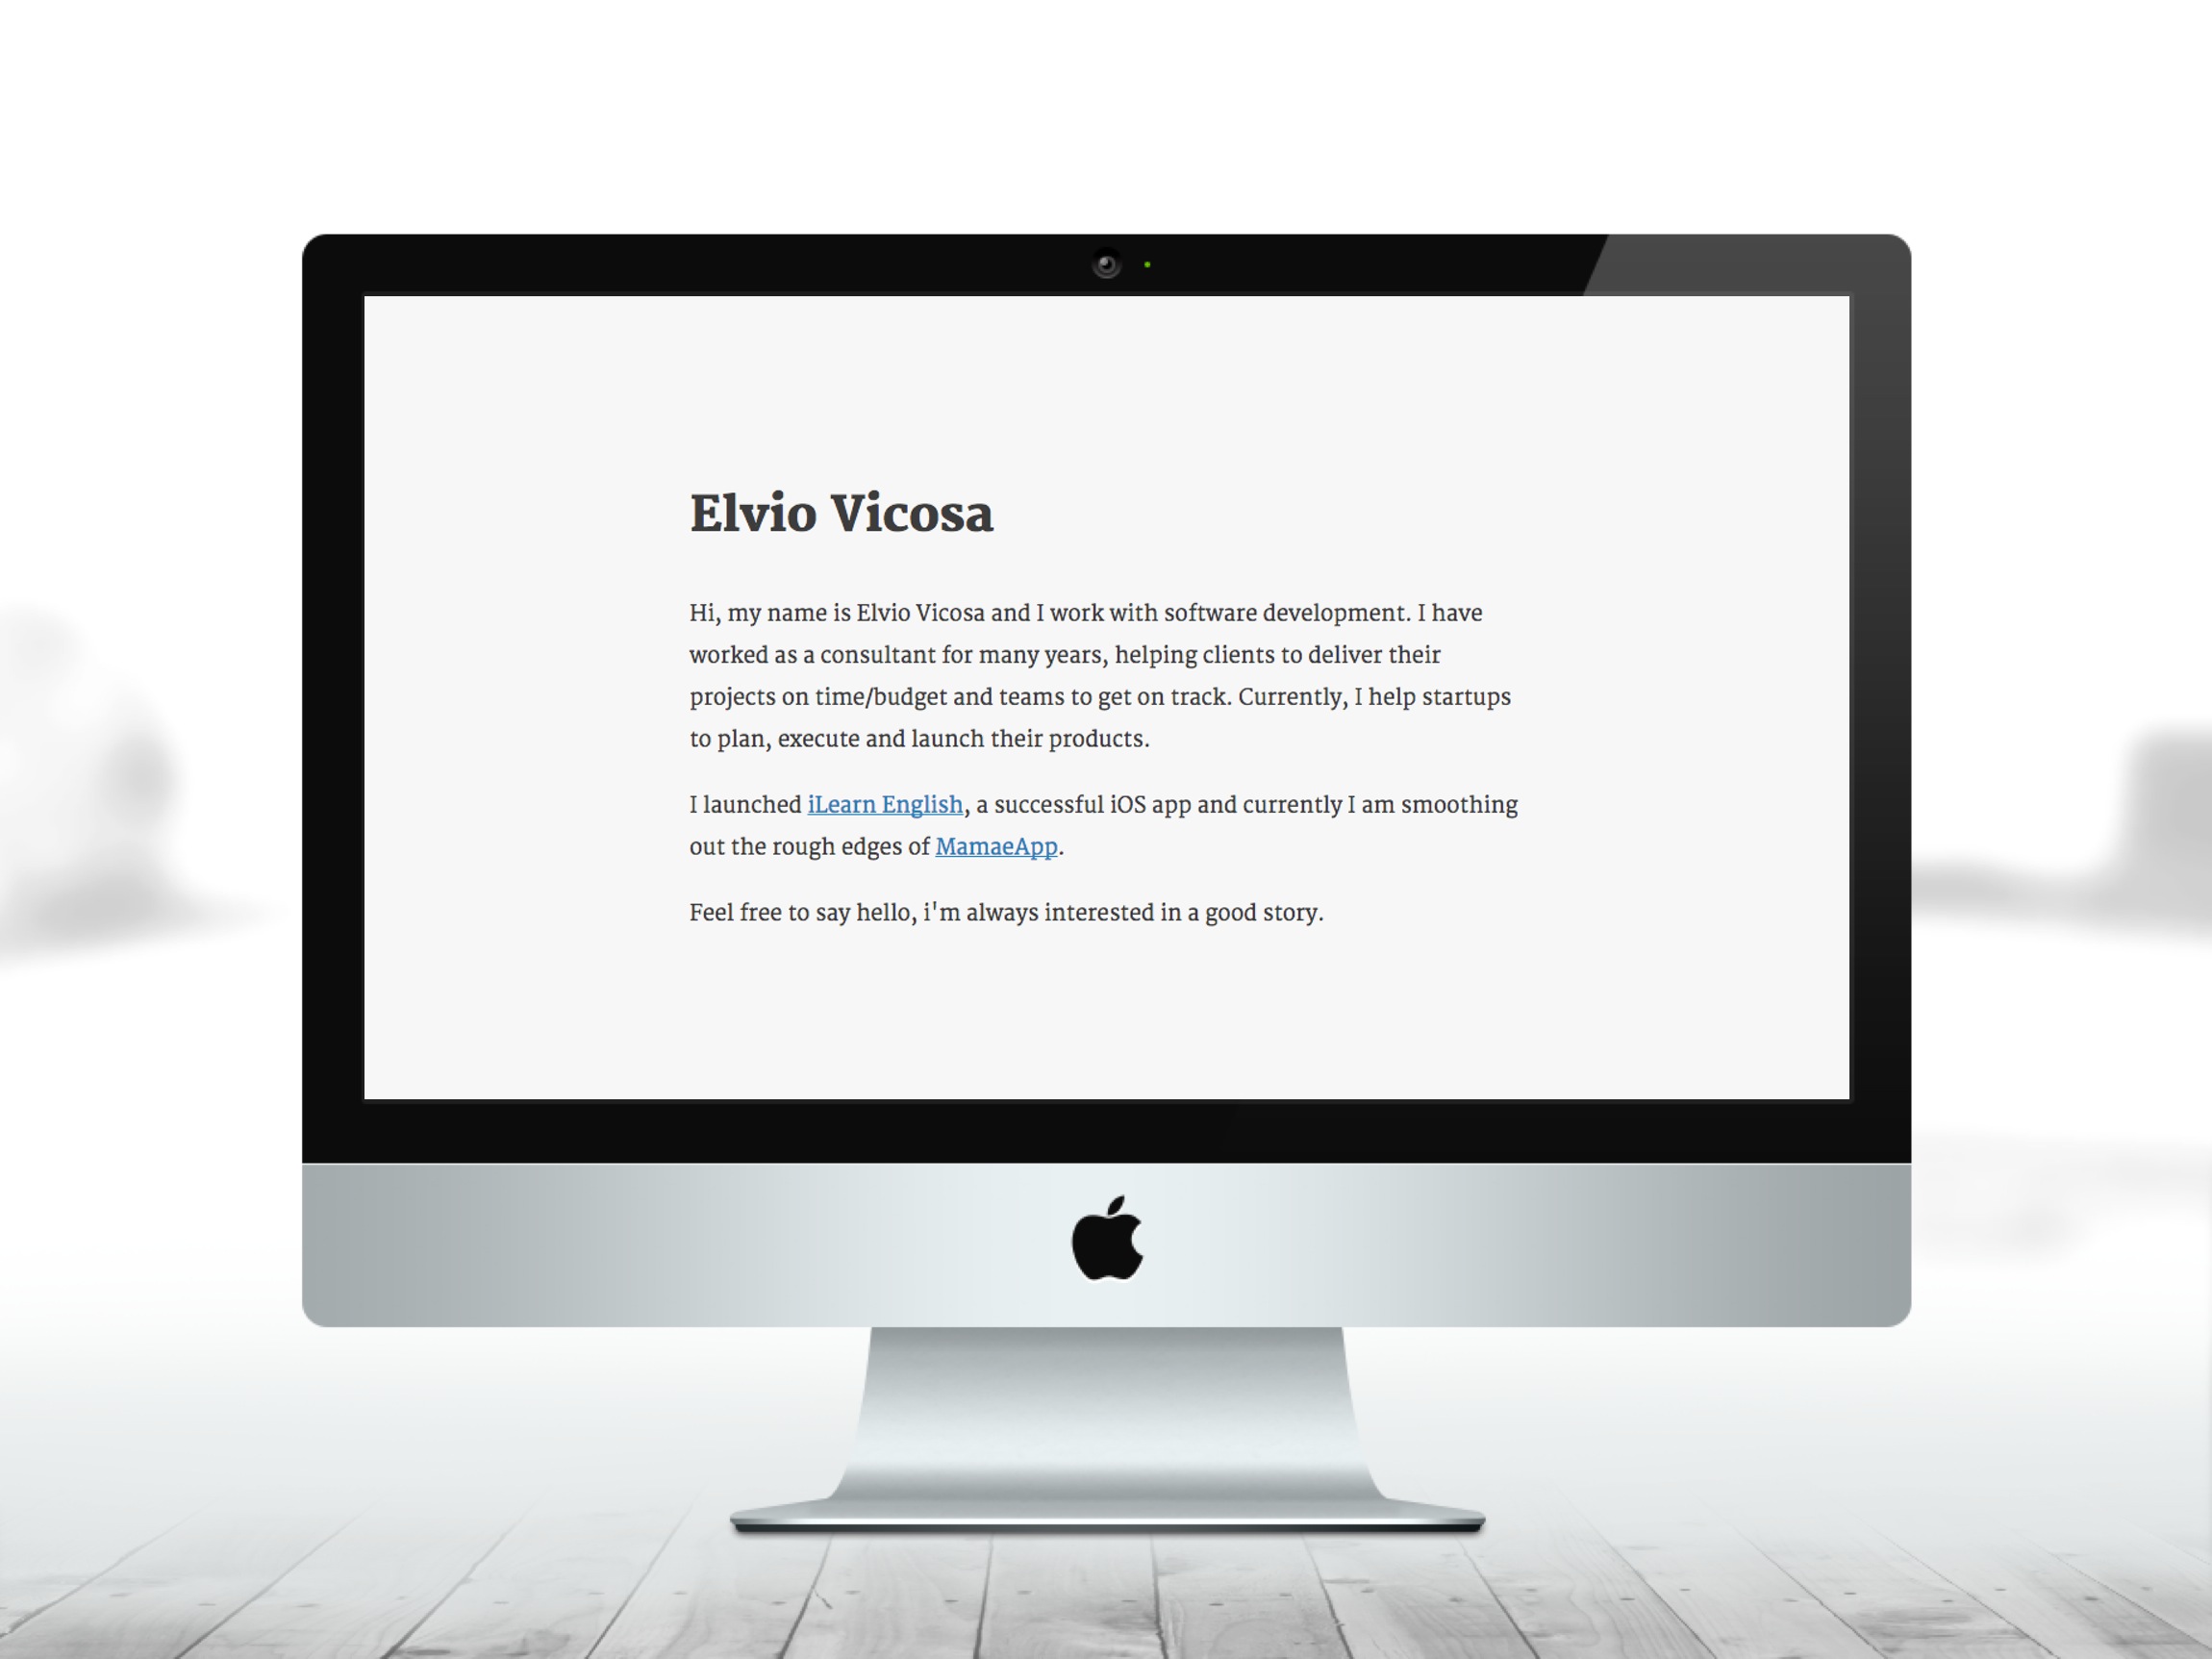 Elvio Vicosa
Hi, my name is Elvio Vicosa and I work with software development. I have
worked as a consultant for many years, helping clients to deliver their
projects on time/budget and teams to get on track. Currently, I help startups
to plan, execute and launch their products.
I launched iLearn English, a successful iOS app and currently I am smoothing
out the rough edges of MamaeApp.
Feel free to say hello, i'm always interested in a good story.